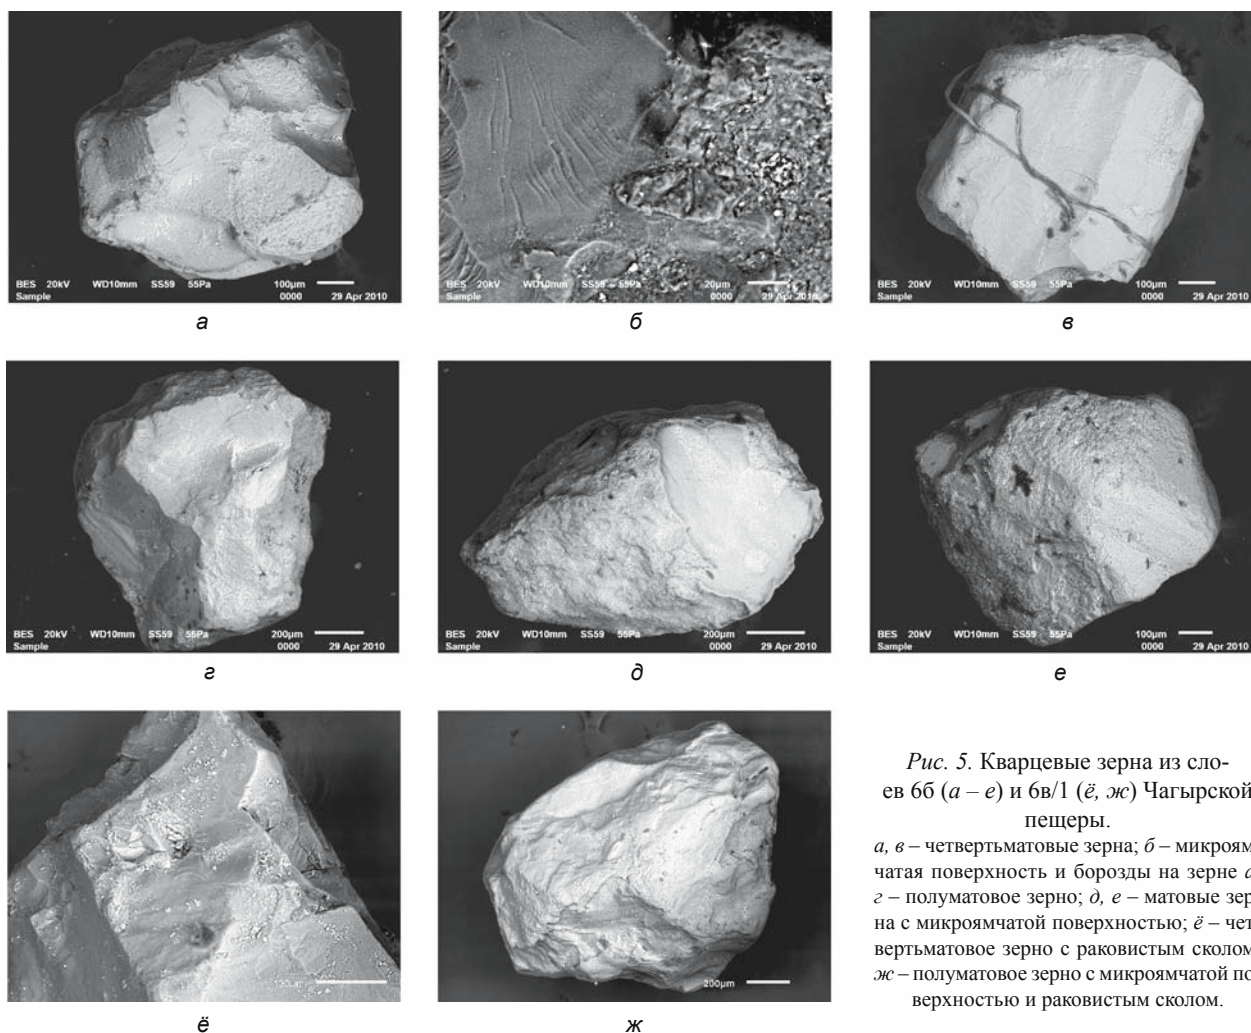 BES 20kV WD10mm SS59 55Pa 100µm
Sample 0000 29 Apr 2010
BES 20kV WD10mm SS59 55Pa 20µm
Sample 0000 29 Apr 2010
BES 20kV WD10mm SS59 55Pa 100µm
Sample 0000 29 Apr 2010
а
б
в
BES 20kV WD10mm SS59 55Pa 200µm
Sample 0000 29 Apr 2010
BES 20kV WD10mm SS59 55Pa 200µm
Sample 0000 29 Apr 2010
BES 20kV WD10mm SS59 55Pa 100µm
Sample 0000 29 Apr 2010
г
д
е
200µm
ё
ж
Рис. 5. Кварцевые зерна из сло-
ев 6б (а – е) и 6в/1 (ё, ж) Чагырской
пещеры.
а, в – четвертьматовые зерна; б – микроям
чатая поверхность и борозды на зерне а
г – полуматовое зерно; д, е – матовые зер
на с микроямчатой поверхностью; ё – чет
вертьматовое зерно с раковистым сколом
ж – полуматовое зерно с микроямчатой по
верхностью и раковистым сколом.